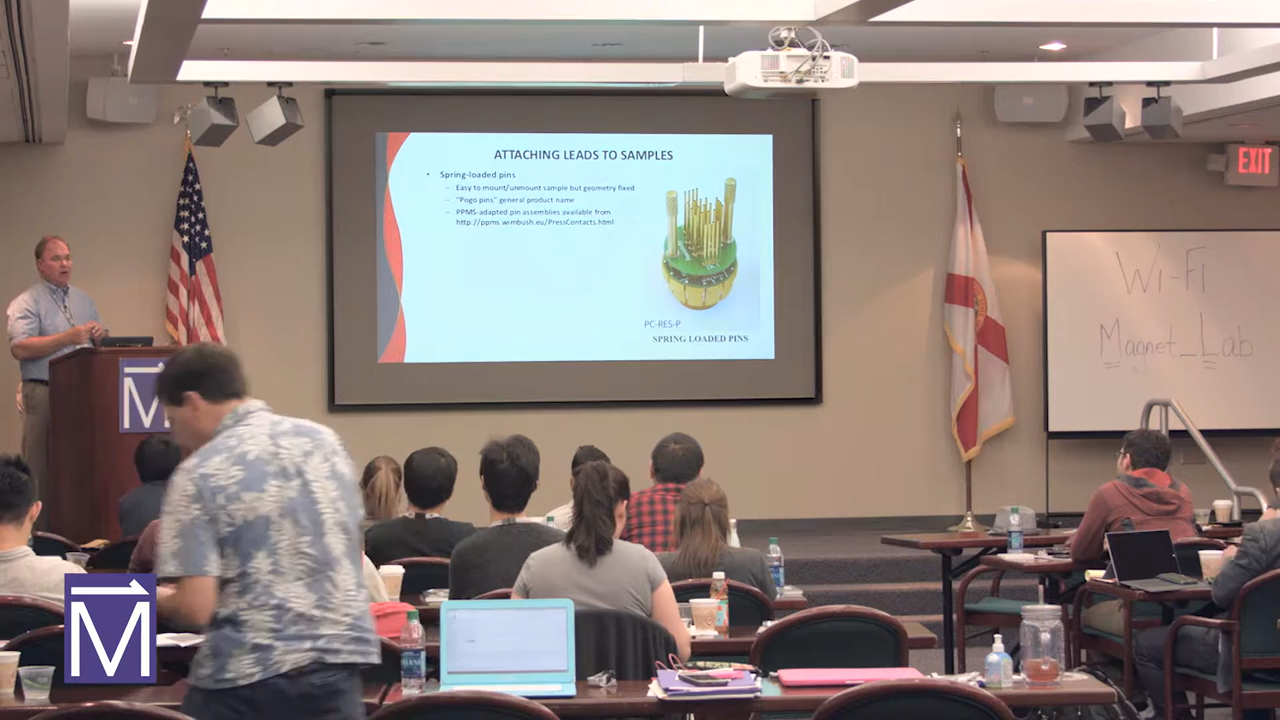 ATTACHING LEADS TO SAMPLES
• Spring-loaded pins
– Easy to mount/unmount sample but geometry fixed
– "Pogo pins" general product name
– PPMS-adapted pin assemblies available from
http://ppms.wimbush.eu/PressContacts.html
PC-RES-P
SPRING LOADED PINS
EXIT
Wi-Fi
Magnet_Lab
M
M